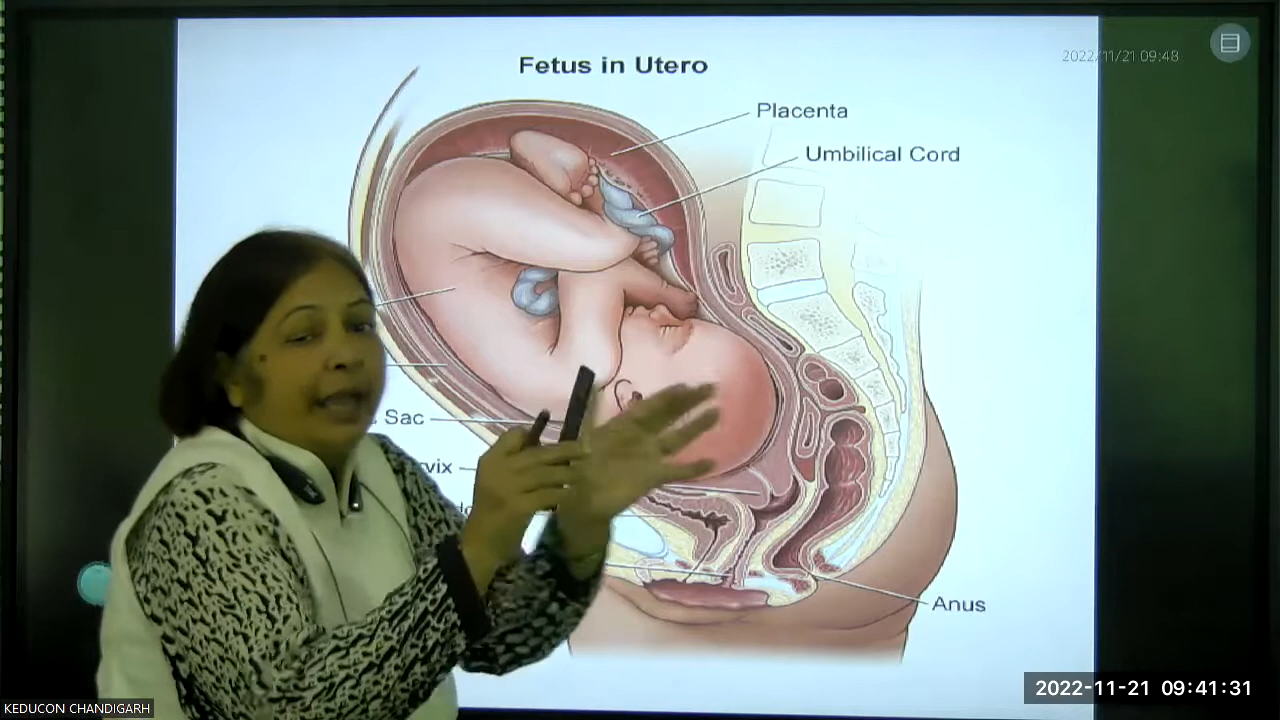 Fetus in Utero
2022/11/21 09:48
Placenta
Umbilical Cord
Sac
Anus
2022-11-21 09:41:31
KEDUCON CHANDIGARH